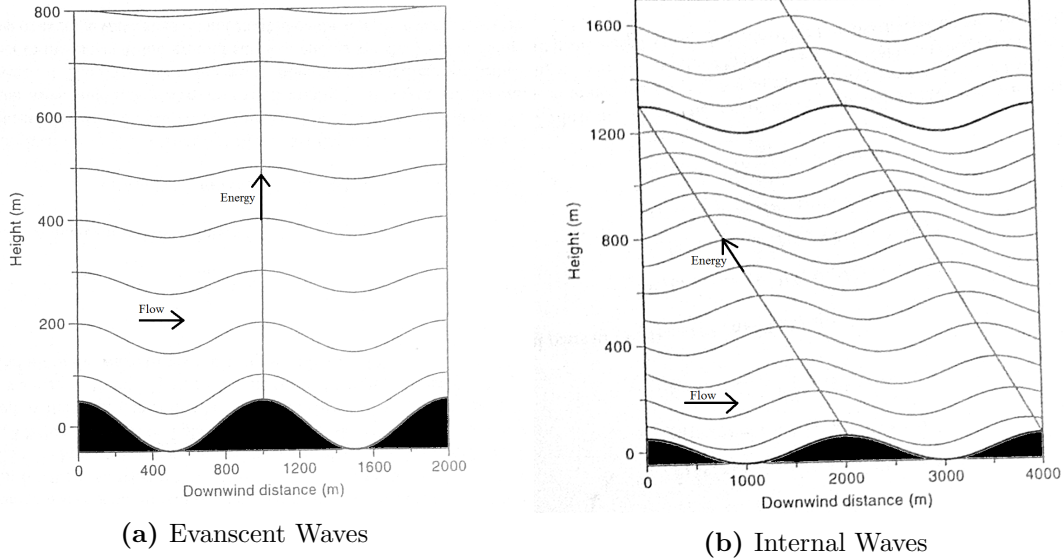 800
600
400
200
0
Height (m)
Energy
Flow
0
400
800
1200
1600
2000
Downwind distance (m)
(a) Evanscent Waves
1600
1200
800
400
0
Height (m)
Energy
Flow
0
1000
2000
3000
4000
Downwind distance (m)
(b) Internal Waves